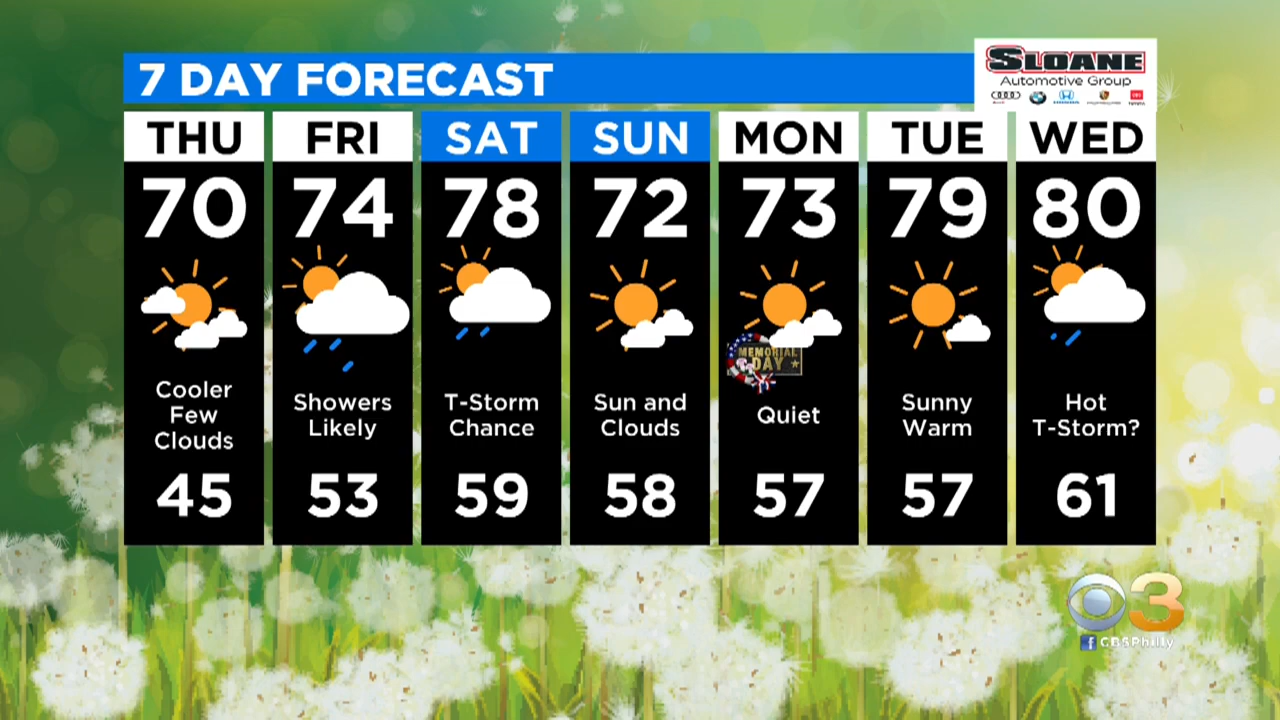 7 DAY FORECAST
SLOANE
Automotive Group
THU
70
Cooler
Few
Clouds
45
FRI
74
Showers
Likely
53
SAT
78
T-Storm
Chance
59
SUN
72
Sun and
Clouds
58
MON
73
MEMORIAL
DAY
Quiet
57
TUE
79
Sunny
Warm
57
WED
80
Hot
T-Storm?
61
3
f CBSPhilly